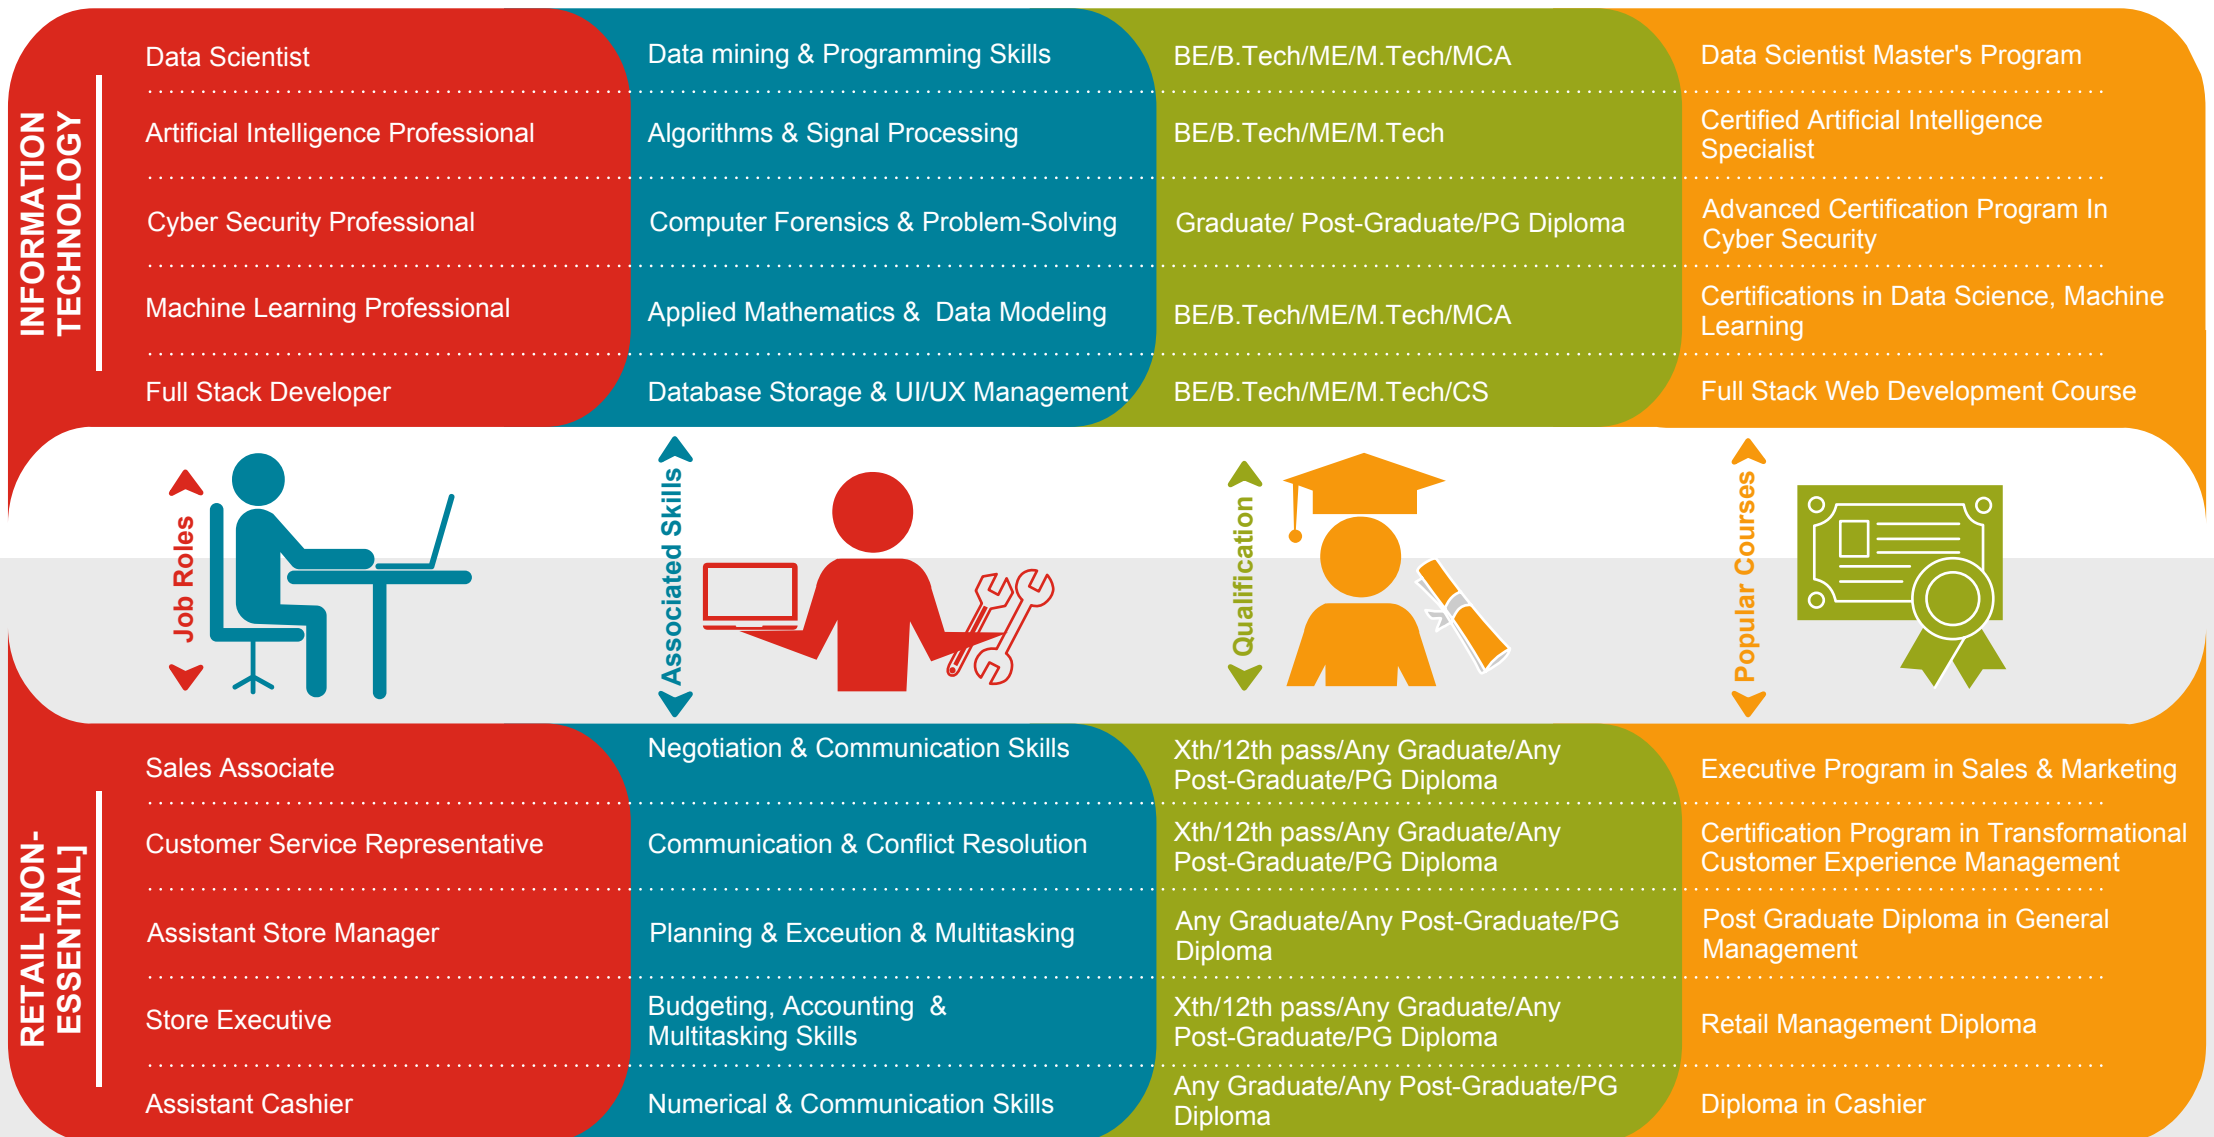 INFORMATION
TECHNOLOGY
Data Scientist
Data mining & Programming Skills
BE/B.Tech/ME/M.Tech/MCA
Data Scientist Master's Program
Artificial Intelligence Professional
Algorithms & Signal Processing
BE/B.Tech/ME/M.Tech
Certified Artificial Intelligence
Specialist
Cyber Security Professional
Computer Forensics & Problem-Solving
Graduate/ Post-Graduate/PG Diploma
Advanced Certification Program In
Cyber Security
Machine Learning Professional
Applied Mathematics & Data Modeling
BE/B.Tech/ME/M.Tech/MCA
Certifications in Data Science, Machine
Learning
Full Stack Developer
Database Storage & UI/UX Management
BE/B.Tech/ME/M.Tech/CS
Full Stack Web Development Course
Job Roles
Associated Skills
Qualification
Popular Courses
RETAIL [NON-
ESSENTIAL]
Sales Associate
Negotiation & Communication Skills
Xth/12th pass/Any Graduate/Any
Post-Graduate/PG Diploma
Executive Program in Sales & Marketing
Customer Service Representative
Communication & Conflict Resolution
Xth/12th pass/Any Graduate/Any
Post-Graduate/PG Diploma
Certification Program in Transformational
Customer Experience Management
Assistant Store Manager
Planning & Exceution & Multitasking
Any Graduate/Any Post-Graduate/PG
Diploma
Post Graduate Diploma in General
Management
Store Executive
Budgeting, Accounting &
Multitasking Skills
Xth/12th pass/Any Graduate/Any
Post-Graduate/PG Diploma
Retail Management Diploma
Assistant Cashier
Numerical & Communication Skills
Any Graduate/Any Post-Graduate/PG
Diploma
Diploma in Cashier